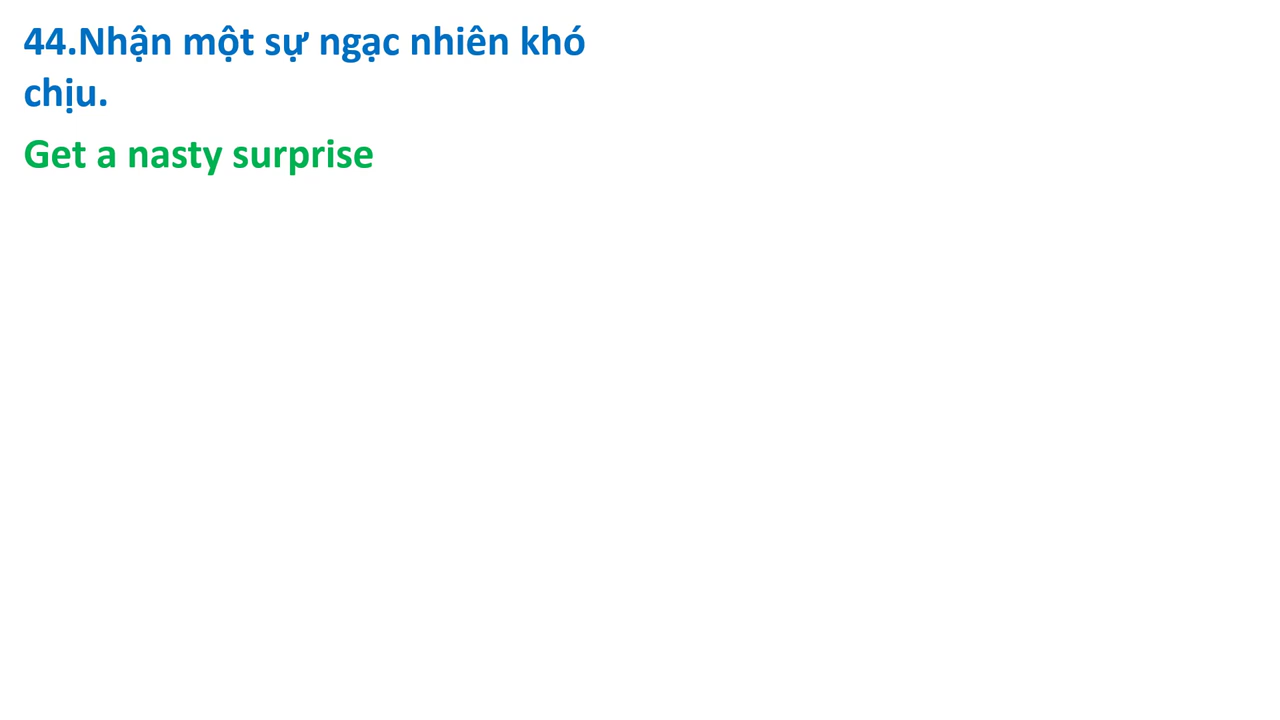 44.Nhận một sự ngạc nhiên khó
chịu.
Get a nasty surprise